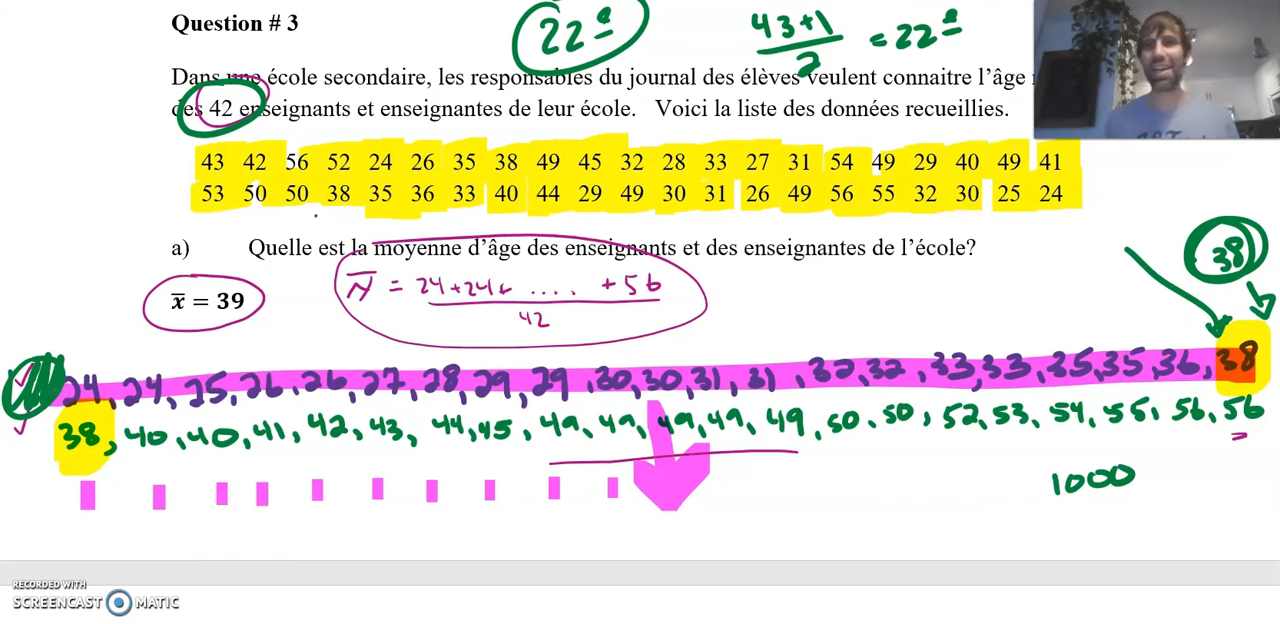 Question # 3
22e
43+1
2
= 22e
Dans une école secondaire, les responsables du journal des élèves veulent connaitre l'âge
des 42 enseignants et enseignantes de leur école. Voici la liste des données recueillies.
43 42 56 52 24 26 35 38 49 45 32 28 33 27 31 54 49 29 40 49 41
53 50 50 38 35 36 33 40 44 29 49 30 31 26 49 56 55 32 30 25 24
a) Quelle est la moyenne d'âge des enseignants et des enseignantes de l'école?
38
x̄ = 39
= 24+24+ .... +56
42
24, 24, 25, 26, 26, 27, 28, 29, 29, 30, 30, 31, 31, 32, 32, 33, 33, 35, 35, 36, 38
38, 40, 40, 41, 42, 43, 44, 45, 49, 49, 49, 49, 49, 50, 50, 52, 53, 54, 55, 56, 56
1000
RECORDED WITH
SCREENCAST MATIC